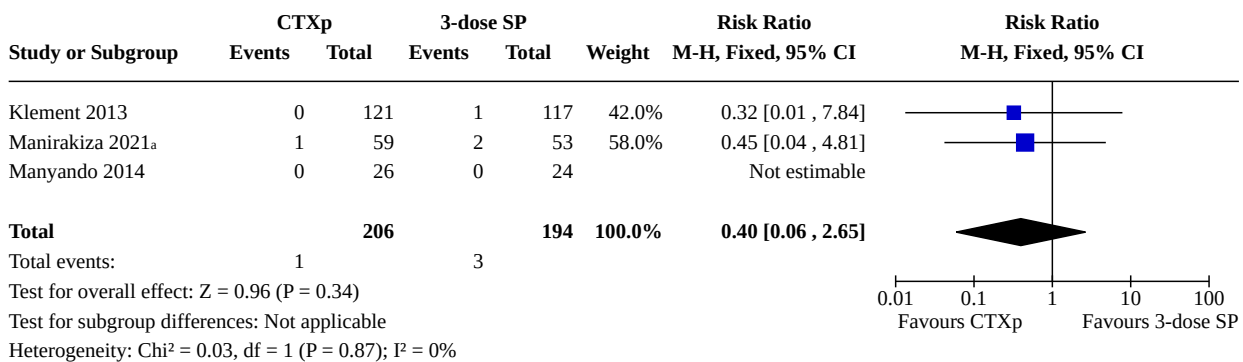 CTXp 3-dose SP Risk Ratio Risk Ratio
Study or Subgroup Events Total Events Total Weight M-H, Fixed, 95% CI M-H, Fixed, 95% CI
Klement 2013 0 121 1 117 42.0% 0.32 [0.01 , 7.84]
Manirakiza 2021a 1 59 2 53 58.0% 0.45 [0.04 , 4.81]
Manyando 2014 0 26 0 24 Not estimable
Total 206 194 100.0% 0.40 [0.06 , 2.65]
Total events: 1 3
Test for overall effect: Z = 0.96 (P = 0.34)
0.01 0.1 1 10 100
Test for subgroup differences: Not applicable
Favours CTXp Favours 3-dose SP
Heterogeneity: Chi² = 0.03, df = 1 (P = 0.87); I² = 0%